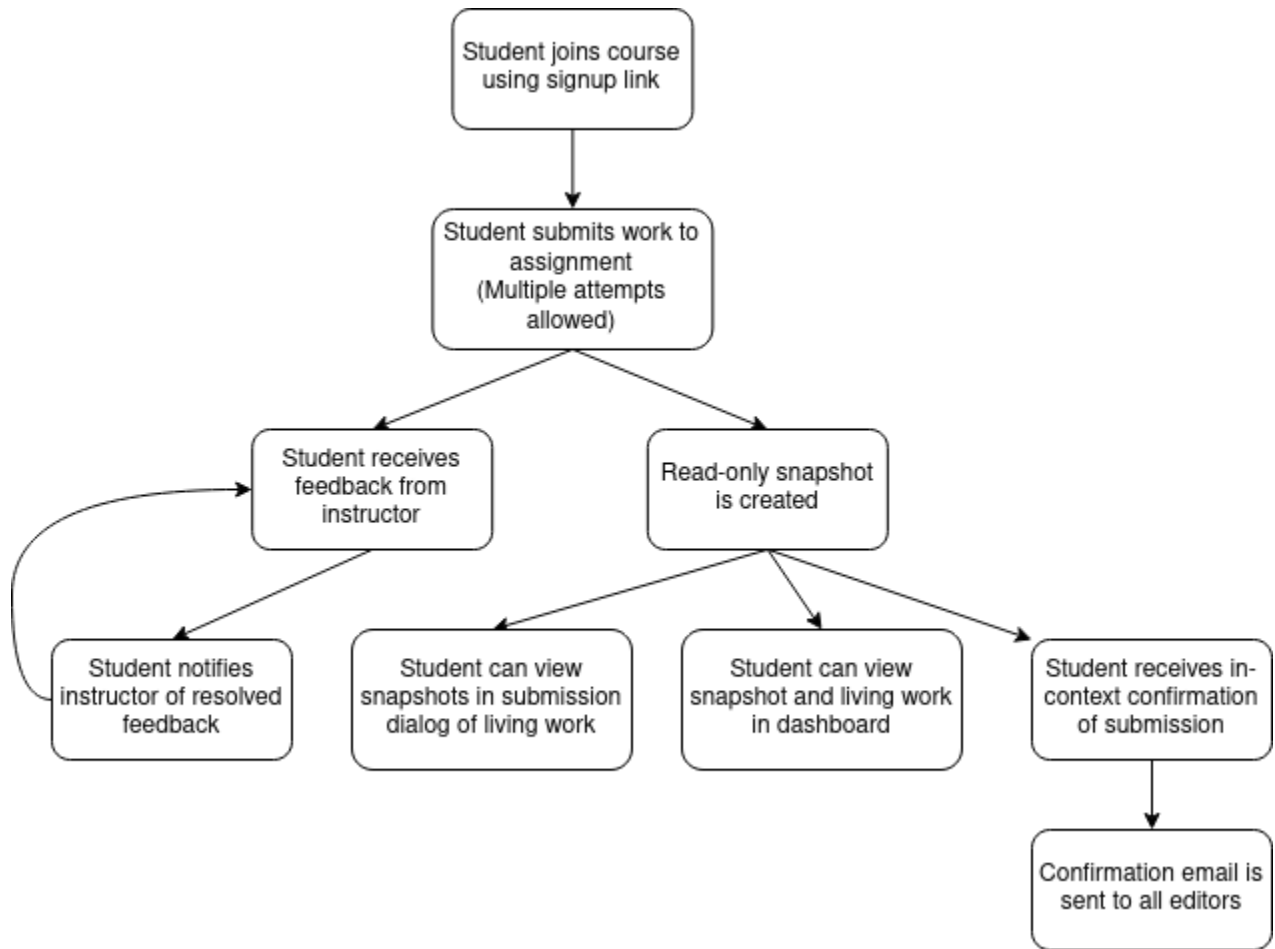 Student joins course
using signup link
Student submits work to
assignment
(Multiple attempts
allowed)
Student receives
feedback from
instructor
Read-only snapshot
is created
Student notifies
instructor of resolved
feedback
Student can view
snapshots in submission
dialog of living work
Student can view
snapshot and living work
in dashboard
Student receives in-
context confirmation
of submission
Confirmation email is
sent to all editors